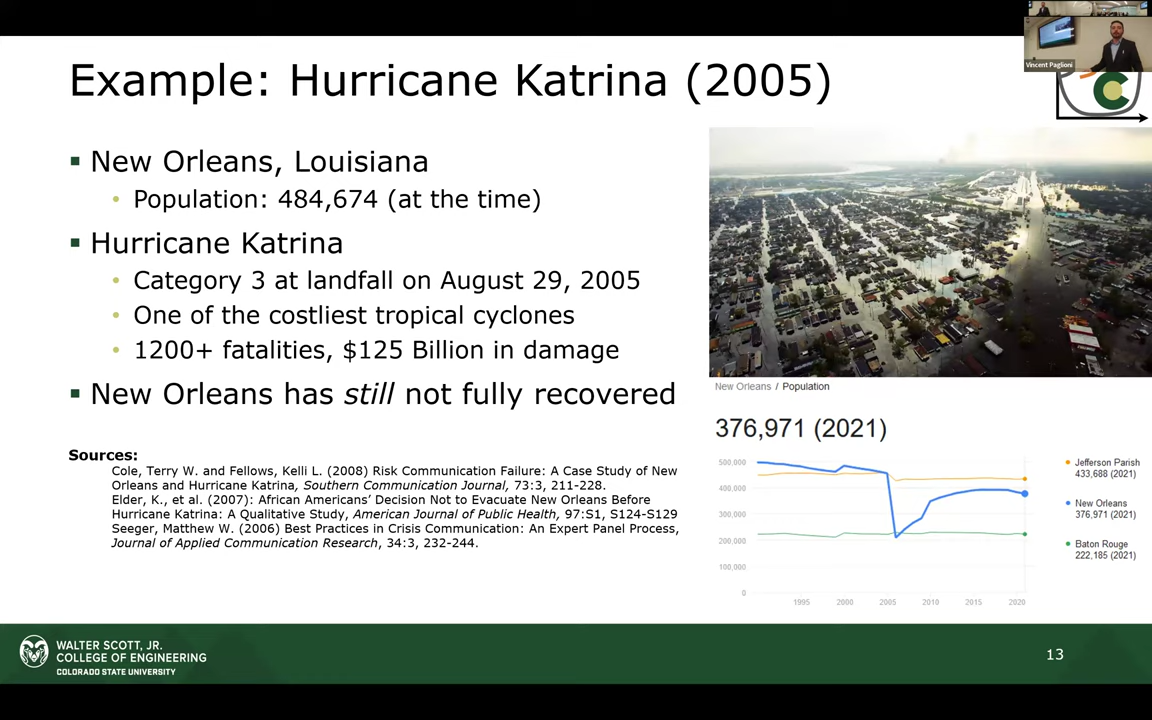 Vincent Paglioni
Example: Hurricane Katrina (2005)
▪ New Orleans, Louisiana
• Population: 484,674 (at the time)
▪ Hurricane Katrina
• Category 3 at landfall on August 29, 2005
• One of the costliest tropical cyclones
• 1200+ fatalities, $125 Billion in damage
▪ New Orleans has still not fully recovered
Sources:
Cole, Terry W. and Fellows, Kelli L. (2008) Risk Communication Failure: A Case Study of New
Orleans and Hurricane Katrina, Southern Communication Journal, 73:3, 211-228.
Elder, K., et al. (2007): African Americans’ Decision Not to Evacuate New Orleans Before
Hurricane Katrina: A Qualitative Study, American Journal of Public Health, 97:S1, S124-S129
Seeger, Matthew W. (2006) Best Practices in Crisis Communication: An Expert Panel Process,
Journal of Applied Communication Research, 34:3, 232-244.
New Orleans / Population
376,971 (2021)
500,000
400,000
300,000
200,000
100,000
0
1995 2000 2005 2010 2015 2020
Jefferson Parish
433,688 (2021)
New Orleans
376,971 (2021)
Baton Rouge
222,185 (2021)
WALTER SCOTT, JR.
COLLEGE OF ENGINEERING
COLORADO STATE UNIVERSITY
13